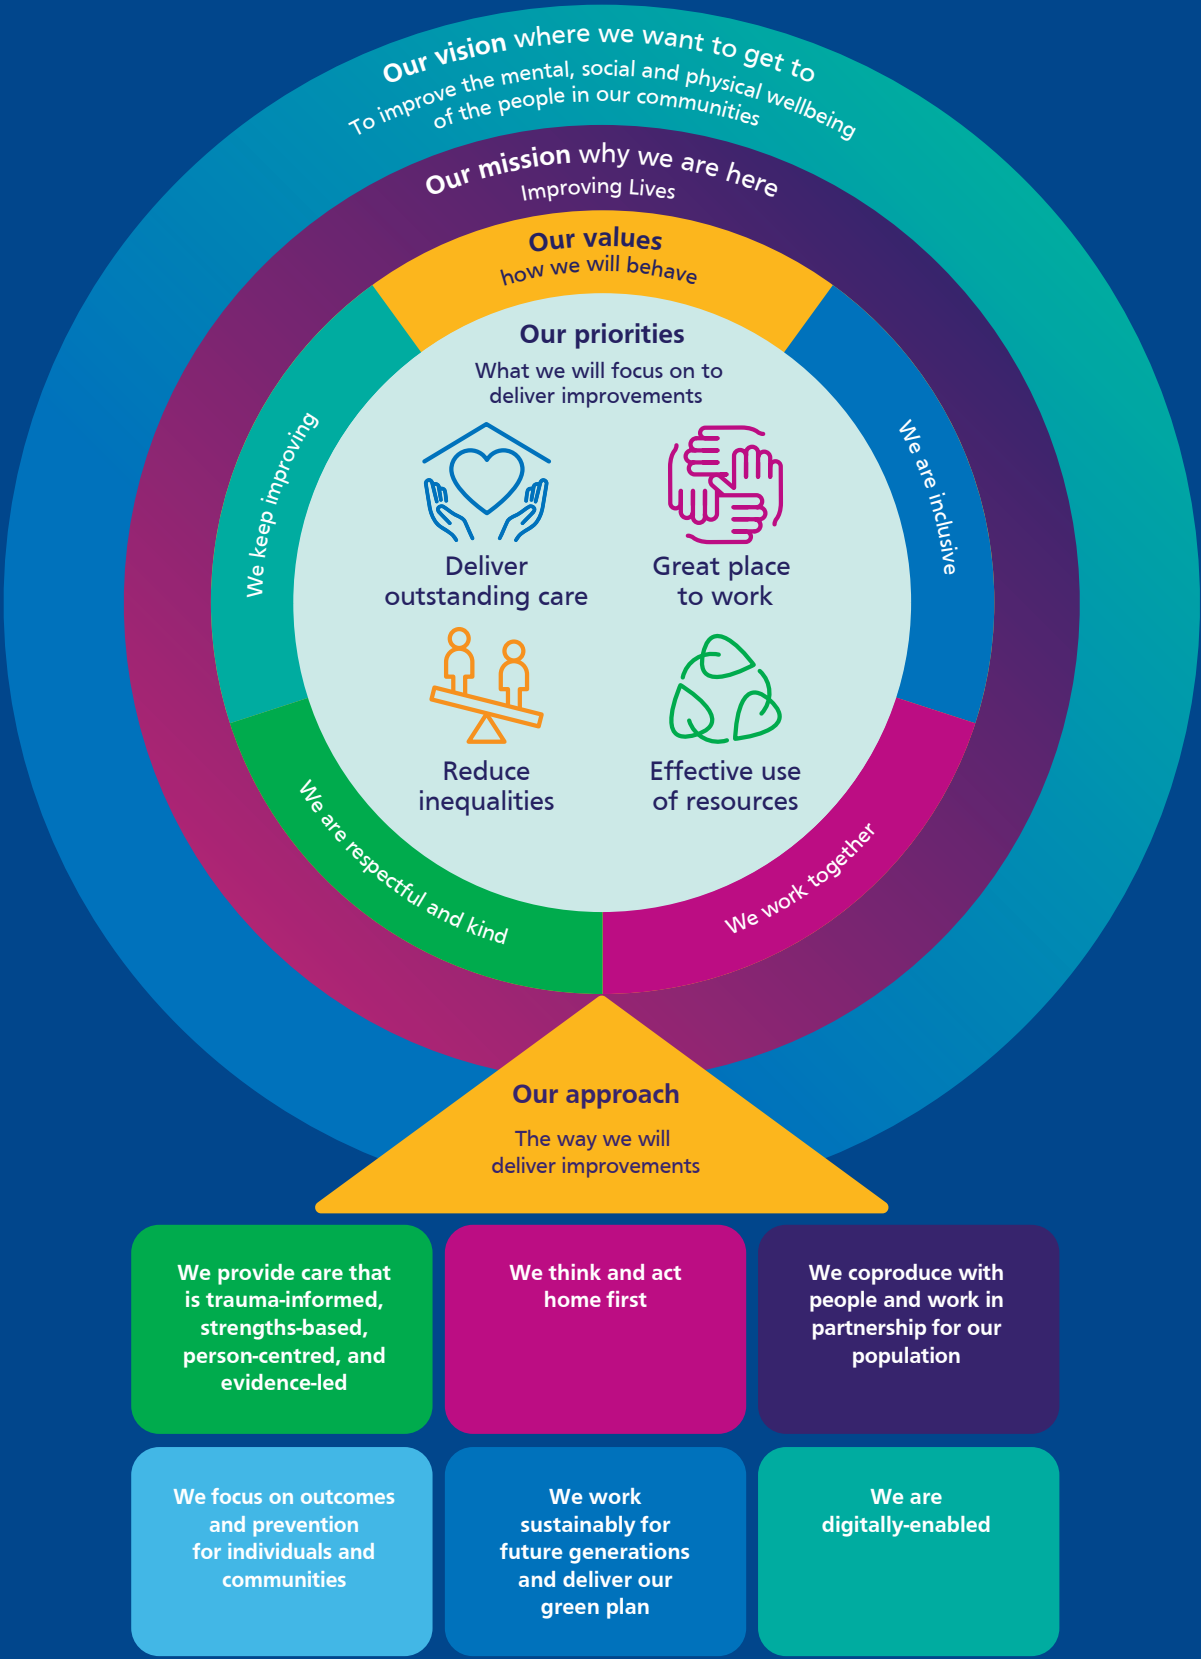 Our vision where we want to get to
To improve the mental, social and physical wellbeing
of the people in our communities
Our mission why we are here
Improving Lives
Our values
how we will behave
We keep improving
We are inclusive
We are respectful and kind
We work together
Our priorities
What we will focus on to
deliver improvements
Deliver
outstanding care
Great place
to work
Reduce
inequalities
Effective use
of resources
Our approach
The way we will
deliver improvements
We provide care that
is trauma-informed,
strengths-based,
person-centred, and
evidence-led
We think and act
home first
We coproduce with
people and work in
partnership for our
population
We focus on outcomes
and prevention
for individuals and
communities
We work
sustainably for
future generations
and deliver our
green plan
We are
digitally-enabled